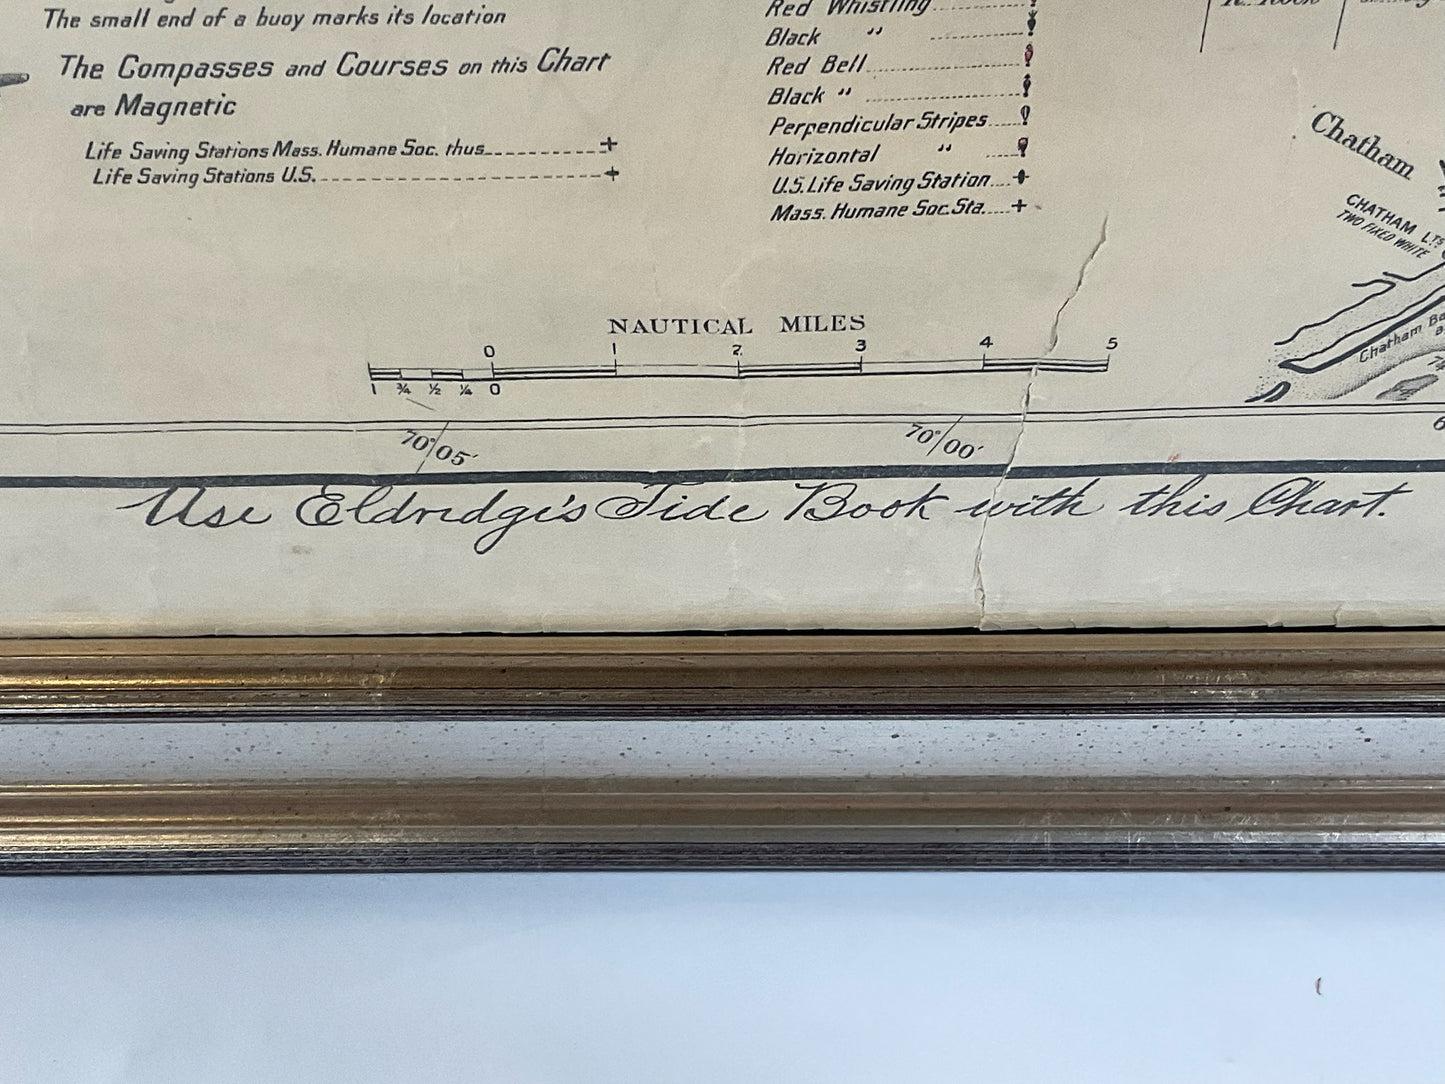 The small end of a buoy marks its location
The Compasses and Courses on this Chart
are Magnetic
Life Saving Stations Mass. Humane Soc. thus
Life Saving Stations U.S.
Red Whistling
Black "
Red Bell
Black "
Perpendicular Stripes
Horizontal "
U.S. Life Saving Station
Mass. Humane Soc. Sta.
Chatham
CHATHAM LTS
TWO FIXED WHITE
Chatham
NAUTICAL MILES
0 1 2 3 4 5
1 ¾ ½ ¼ 0
70° 05'
70° 00'
Use Eldridge's Tide Book with this Chart.